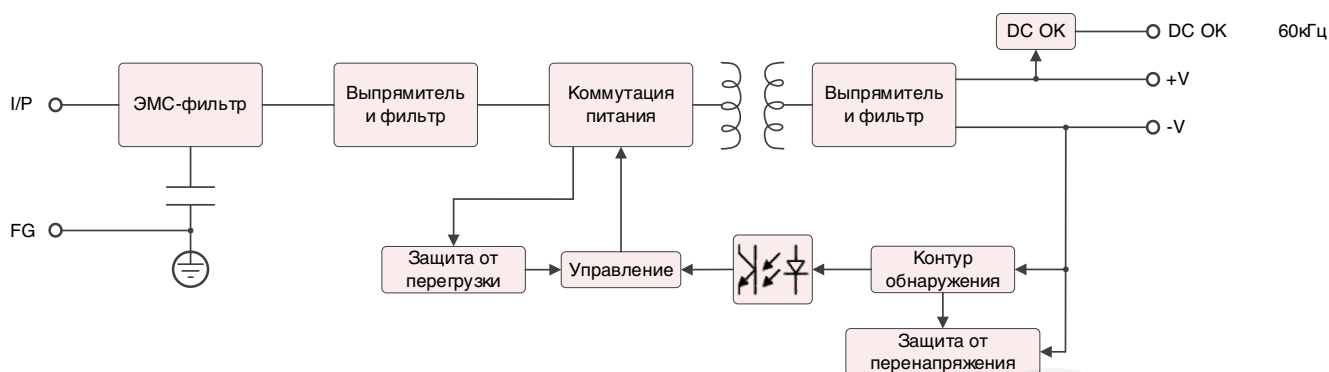 DC OK
DC OK
60кГц
I/P
ЭМС-фильтр
Выпрямитель
и фильтр
Коммутация
питания
Выпрямитель
и фильтр
+V
-V
FG
Защита от
перегрузки
Управление
Контур
обнаружения
Защита от
перенапряжения